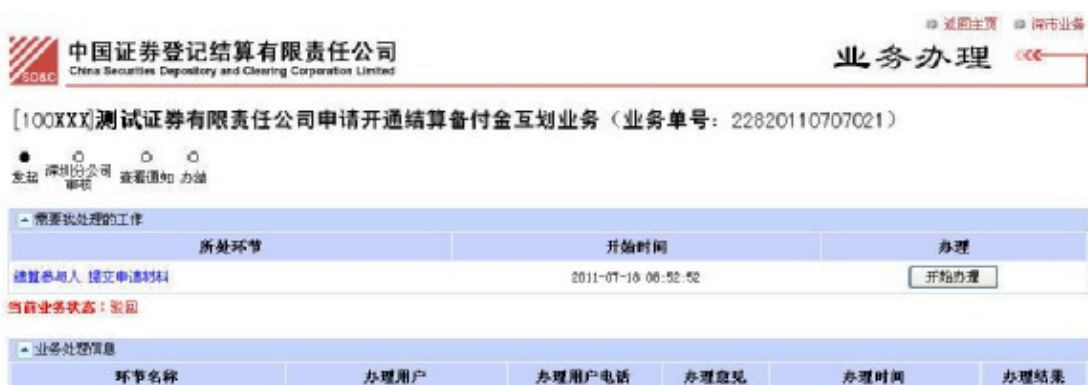 返回主页 深市业务
中国证券登记结算有限责任公司
China Securities Depository and Clearing Corporation Limited
SD&C
业务办理
[100XXX]测试证券有限责任公司申请开通结算备付金互划业务（业务单号：22820110707021）
发起 深圳分公司审核 查看通知 办结
需要我处理的工作
所处环节 开始时间 办理
结算参与人 提交申请材料 2011-07-18 08:52:52 开始办理
当前业务状态：驳回
业务处理信息
环节名称 办理用户 办理用户电话 办理意见 办理时间 办理结果